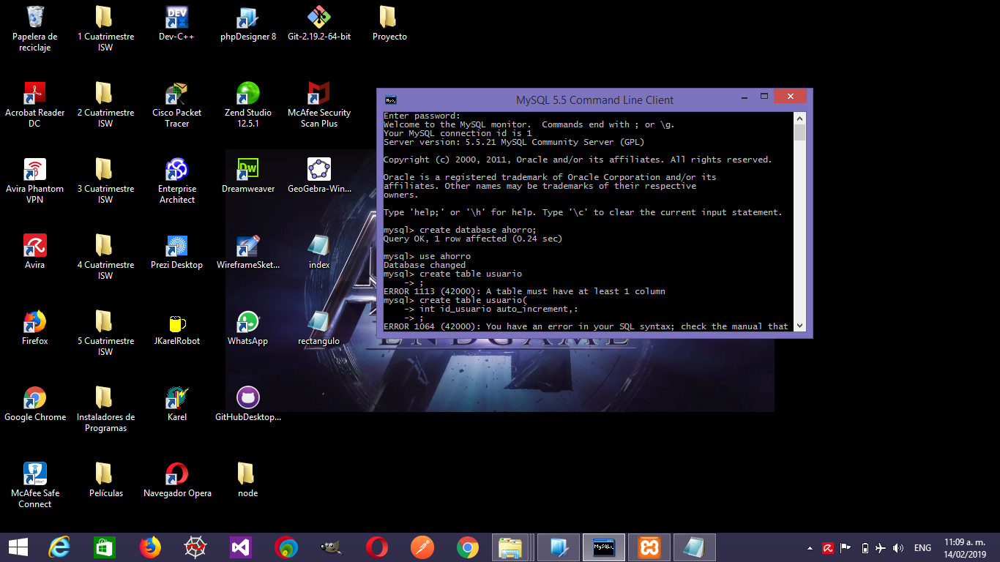 Papelera de
reciclaje
1 Cuatrimestre
ISW
Dev-C++
phpDesigner 8
Git-2.19.2-64-bit
Proyecto
Acrobat Reader
DC
2 Cuatrimestre
ISW
Cisco Packet
Tracer
Zend Studio
12.5.1
McAfee Security
Scan Plus
Avira Phantom
VPN
3 Cuatrimestre
ISW
Enterprise
Architect
Dreamweaver
GeoGebra-Win...
Avira
4 Cuatrimestre
ISW
Prezi Desktop
WireframeSket...
index
Firefox
5 Cuatrimestre
ISW
JKarelRobot
WhatsApp
rectangulo
Google Chrome
Instaladores de
Programas
Karel
GitHubDesktop...
McAfee Safe
Connect
Películas
Navegador Opera
node
MySQL 5.5 Command Line Client
Enter password:
Welcome to the MySQL monitor.  Commands end with ; or \g.
Your MySQL connection id is 1
Server version: 5.5.21 MySQL Community Server (GPL)
Copyright (c) 2000, 2011, Oracle and/or its affiliates. All rights reserved.
Oracle is a registered trademark of Oracle Corporation and/or its
affiliates. Other names may be trademarks of their respective
owners.
Type 'help;' or '\h' for help. Type '\c' to clear the current input statement.
mysql> create database ahorro;
Query OK, 1 row affected (0.24 sec)
mysql> use ahorro
Database changed
mysql> create table usuario
    -> ;
ERROR 1113 (42000): A table must have at least 1 column
mysql> create table usuario(
    -> int id_usuario auto_increment,:
    -> ;
ERROR 1064 (42000): You have an error in your SQL syntax; check the manual that
ENDGAME
DEV
Dw
MySQL>
ENG
11:09 a. m.
14/02/2019